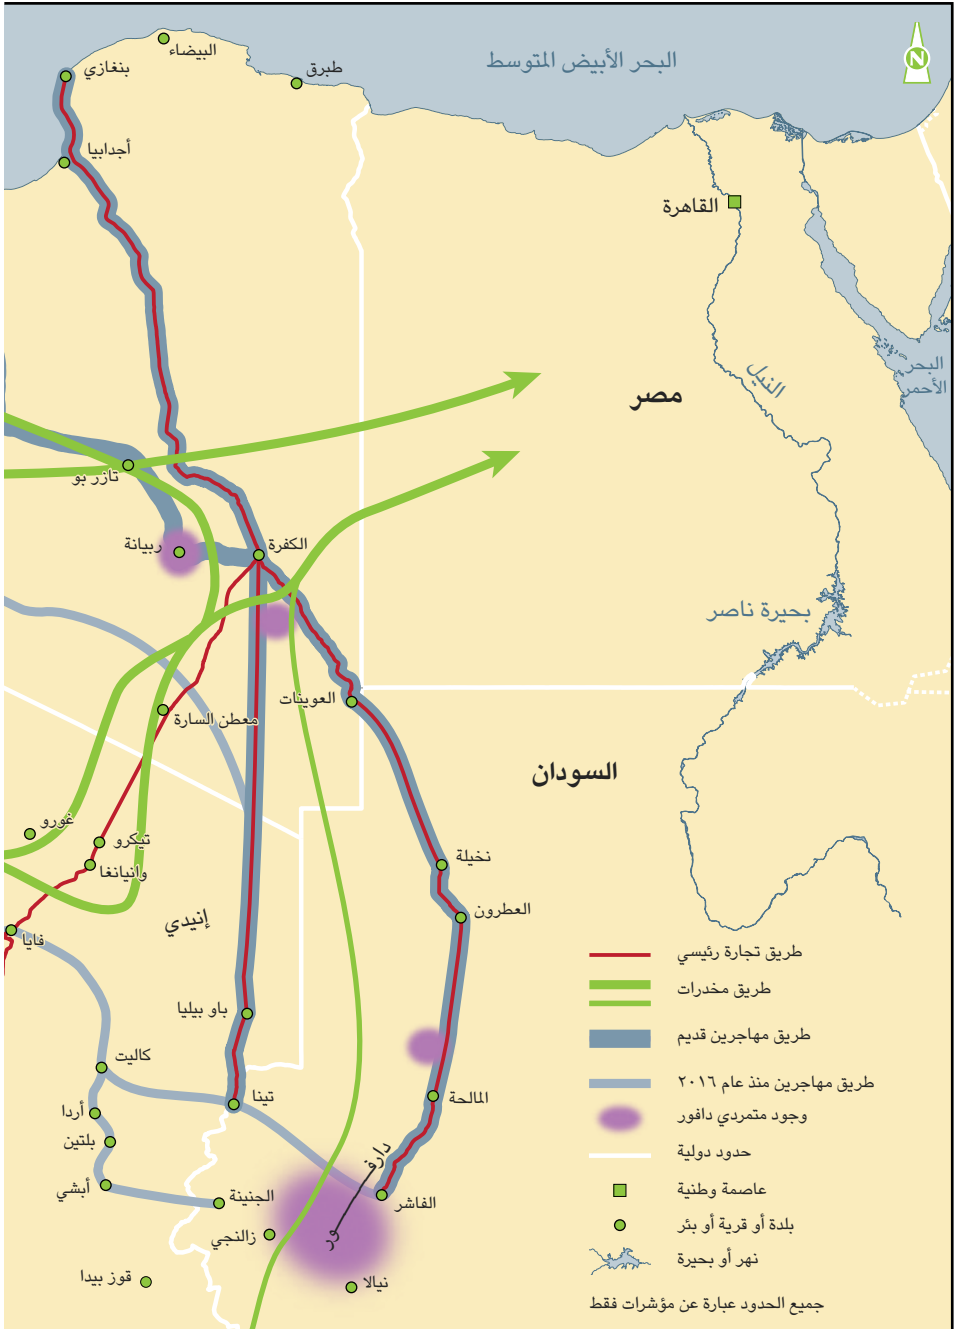 البيضاء
بنغازي
طبرق
البحر الأبيض المتوسط
N
أجدابيا
القاهرة
البحر
الأحمر
النيل
مصر
تازر بو
ربيانة
الكفرة
بحيرة ناصر
العوينات
معطن السارة
السودان
غورو
تيكرو
وانيانغا
نخيلة
العطرون
إنيدي
فايا
باو بيليا
كاليت
تينا
أردا
بلتين
أبشي
الجنينة
المالحة
دارف
ور
الفاشر
زالنجي
نيالا
قوز بيدا
طريق تجارة رئيسي
طريق مخدرات
طريق مهاجرين قديم
طريق مهاجرين منذ عام ٢٠١٦
وجود متمردي دافور
حدود دولية
عاصمة وطنية
بلدة أو قرية أو بئر
نهر أو بحيرة
جميع الحدود عبارة عن مؤشرات فقط